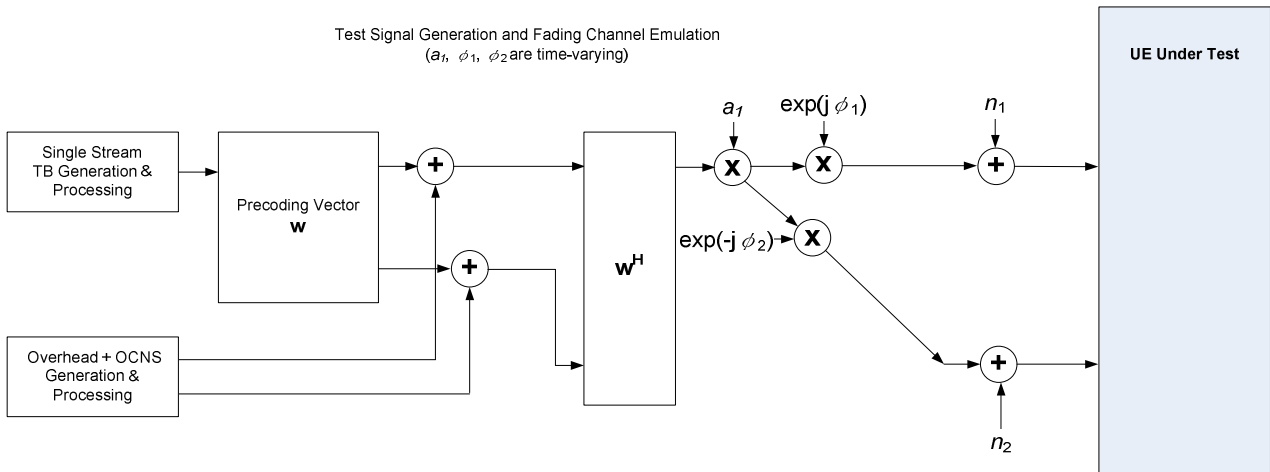 Test Signal Generation and Fading Channel Emulation
(a1, ϕ1, ϕ2 are time-varying)
UE Under Test
Single Stream
TB Generation &
Processing
Precoding Vector
w
Overhead + OCNS
Generation &
Processing
+
+
w^H
a1
exp(j ϕ1)
n1
X
X
+
exp(-j ϕ2)
X
+
n2